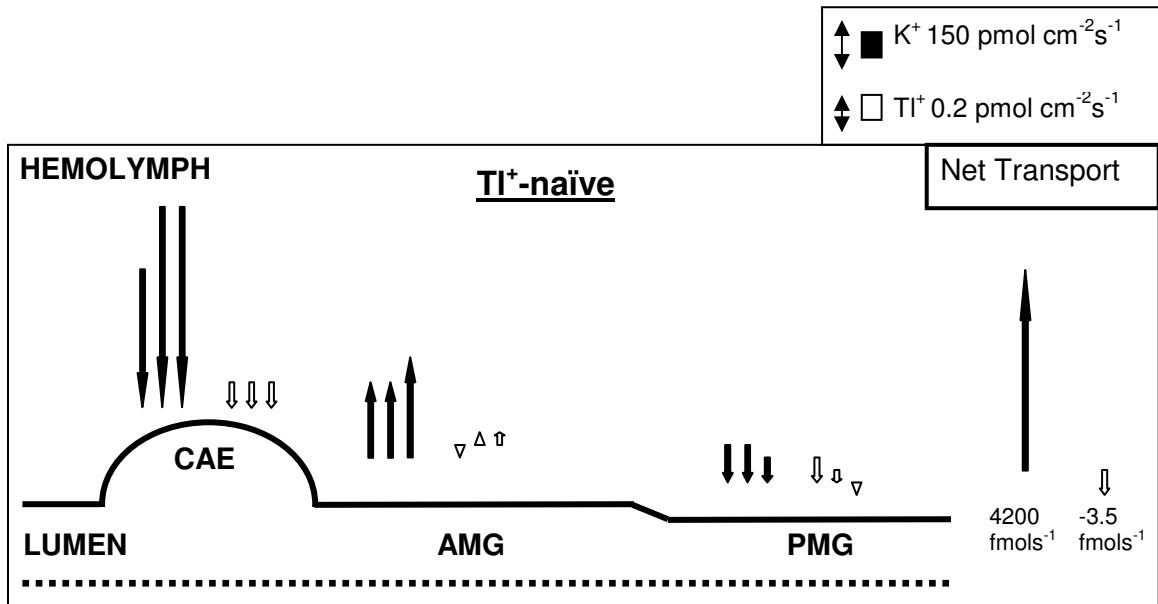 K⁺ 150 pmol cm⁻²s⁻¹
Tl⁺ 0.2 pmol cm⁻²s⁻¹
HEMOLYMPH
Tl⁺-naïve
Net Transport
CAE
4200
fmols⁻¹
-3.5
fmols⁻¹
LUMEN
AMG
PMG